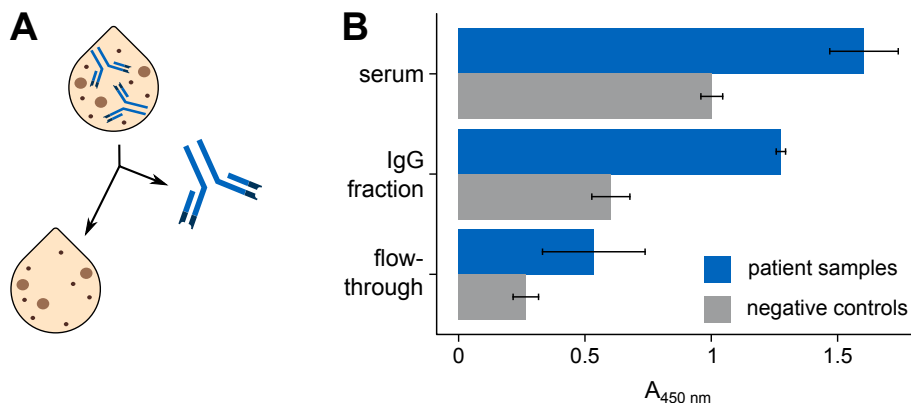 A
B
serum
IgG
fraction
flow-
through
patient samples
negative controls
0
0.5
1
1.5
A450 nm